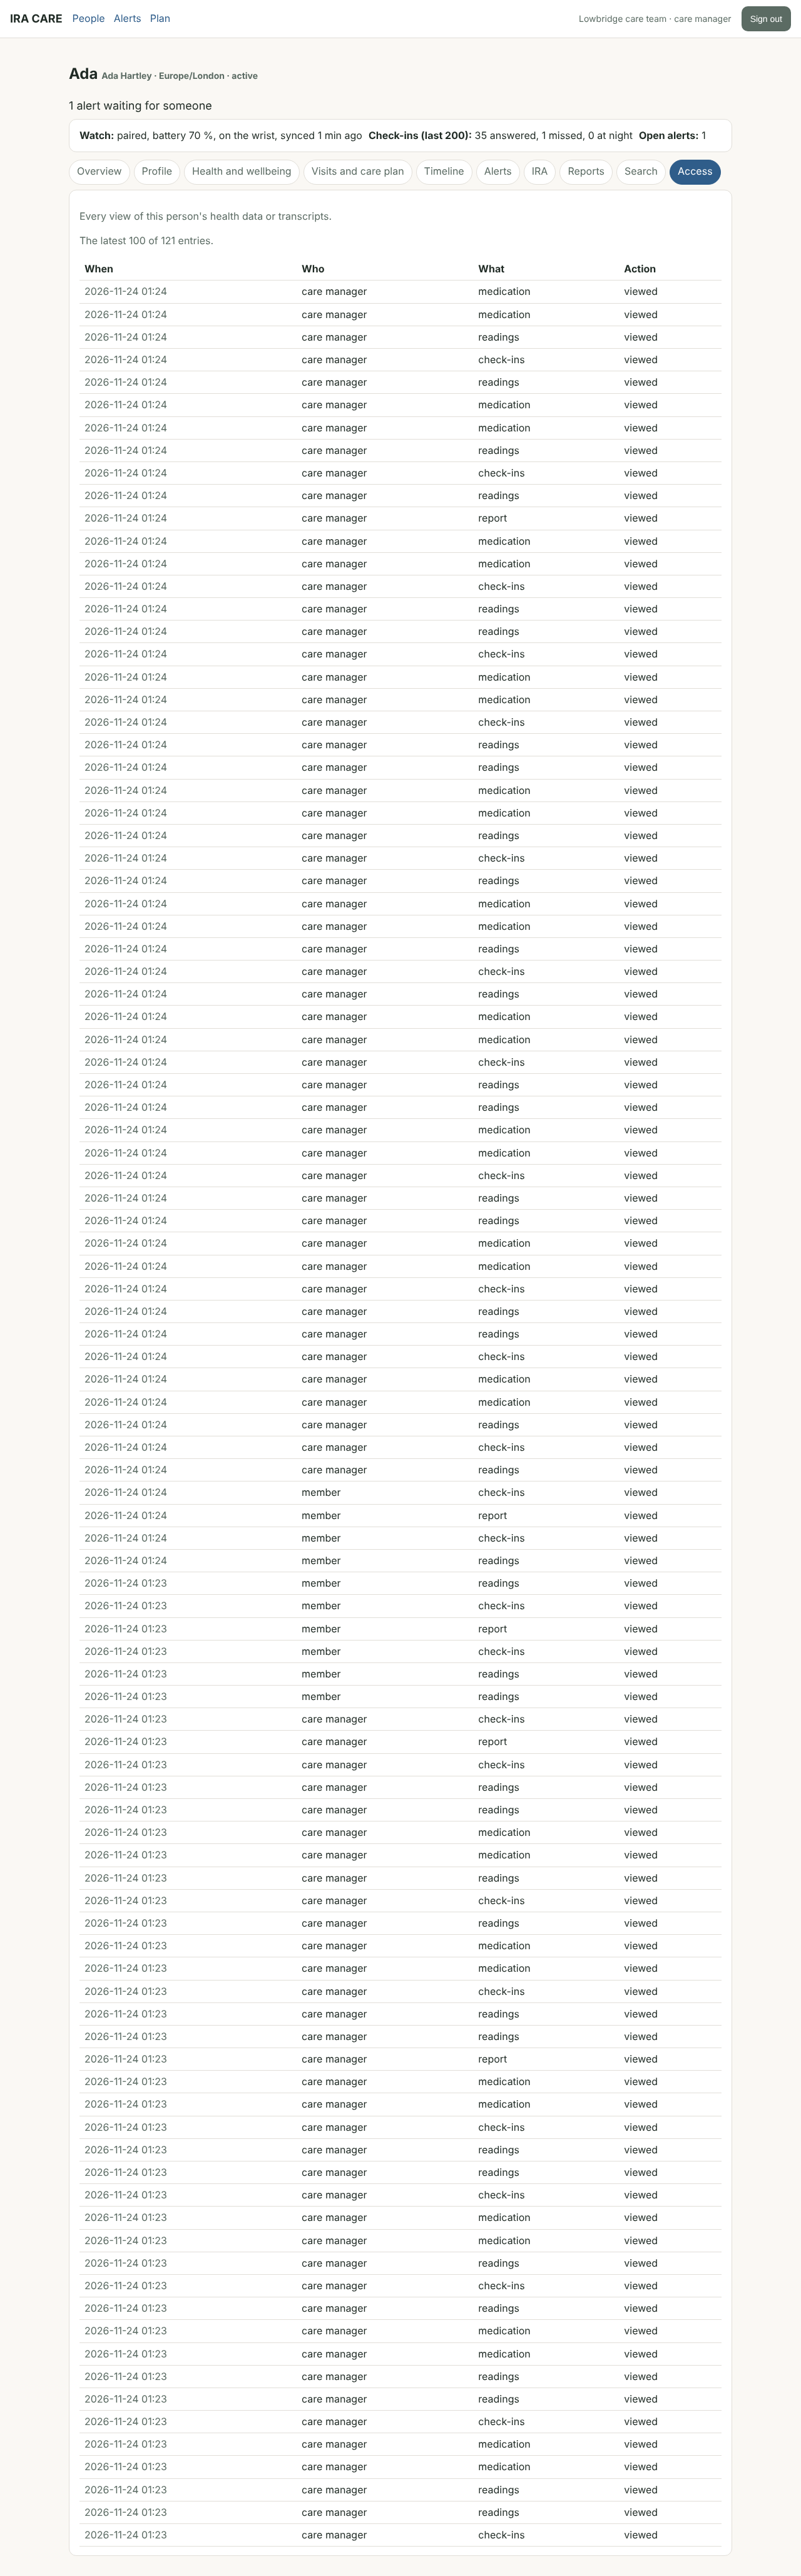 IRA CARE People Alerts Plan Lowbridge care team · care manager Sign out
Ada Ada Hartley · Europe/London · active
1 alert waiting for someone
Watch: paired, battery 70 %, on the wrist, synced 1 min ago Check-ins (last 200): 35 answered, 1 missed, 0 at night Open alerts: 1
Overview Profile Health and wellbeing Visits and care plan Timeline Alerts IRA Reports Search Access
Every view of this person's health data or transcripts.
The latest 100 of 121 entries.
When Who What Action
2026-11-24 01:24 care manager medication viewed
2026-11-24 01:24 care manager medication viewed
2026-11-24 01:24 care manager readings viewed
2026-11-24 01:24 care manager check-ins viewed
2026-11-24 01:24 care manager readings viewed
2026-11-24 01:24 care manager medication viewed
2026-11-24 01:24 care manager medication viewed
2026-11-24 01:24 care manager readings viewed
2026-11-24 01:24 care manager check-ins viewed
2026-11-24 01:24 care manager readings viewed
2026-11-24 01:24 care manager report viewed
2026-11-24 01:24 care manager medication viewed
2026-11-24 01:24 care manager medication viewed
2026-11-24 01:24 care manager check-ins viewed
2026-11-24 01:24 care manager readings viewed
2026-11-24 01:24 care manager readings viewed
2026-11-24 01:24 care manager check-ins viewed
2026-11-24 01:24 care manager medication viewed
2026-11-24 01:24 care manager medication viewed
2026-11-24 01:24 care manager check-ins viewed
2026-11-24 01:24 care manager readings viewed
2026-11-24 01:24 care manager readings viewed
2026-11-24 01:24 care manager medication viewed
2026-11-24 01:24 care manager medication viewed
2026-11-24 01:24 care manager readings viewed
2026-11-24 01:24 care manager check-ins viewed
2026-11-24 01:24 care manager readings viewed
2026-11-24 01:24 care manager medication viewed
2026-11-24 01:24 care manager medication viewed
2026-11-24 01:24 care manager readings viewed
2026-11-24 01:24 care manager check-ins viewed
2026-11-24 01:24 care manager readings viewed
2026-11-24 01:24 care manager medication viewed
2026-11-24 01:24 care manager medication viewed
2026-11-24 01:24 care manager check-ins viewed
2026-11-24 01:24 care manager readings viewed
2026-11-24 01:24 care manager readings viewed
2026-11-24 01:24 care manager medication viewed
2026-11-24 01:24 care manager medication viewed
2026-11-24 01:24 care manager check-ins viewed
2026-11-24 01:24 care manager readings viewed
2026-11-24 01:24 care manager readings viewed
2026-11-24 01:24 care manager medication viewed
2026-11-24 01:24 care manager medication viewed
2026-11-24 01:24 care manager check-ins viewed
2026-11-24 01:24 care manager readings viewed
2026-11-24 01:24 care manager readings viewed
2026-11-24 01:24 care manager check-ins viewed
2026-11-24 01:24 care manager medication viewed
2026-11-24 01:24 care manager medication viewed
2026-11-24 01:24 care manager readings viewed
2026-11-24 01:24 care manager check-ins viewed
2026-11-24 01:24 care manager readings viewed
2026-11-24 01:24 member check-ins viewed
2026-11-24 01:24 member report viewed
2026-11-24 01:24 member check-ins viewed
2026-11-24 01:24 member readings viewed
2026-11-24 01:23 member readings viewed
2026-11-24 01:23 member check-ins viewed
2026-11-24 01:23 member report viewed
2026-11-24 01:23 member check-ins viewed
2026-11-24 01:23 member readings viewed
2026-11-24 01:23 member readings viewed
2026-11-24 01:23 care manager check-ins viewed
2026-11-24 01:23 care manager report viewed
2026-11-24 01:23 care manager check-ins viewed
2026-11-24 01:23 care manager readings viewed
2026-11-24 01:23 care manager readings viewed
2026-11-24 01:23 care manager medication viewed
2026-11-24 01:23 care manager medication viewed
2026-11-24 01:23 care manager readings viewed
2026-11-24 01:23 care manager check-ins viewed
2026-11-24 01:23 care manager readings viewed
2026-11-24 01:23 care manager medication viewed
2026-11-24 01:23 care manager medication viewed
2026-11-24 01:23 care manager check-ins viewed
2026-11-24 01:23 care manager readings viewed
2026-11-24 01:23 care manager readings viewed
2026-11-24 01:23 care manager report viewed
2026-11-24 01:23 care manager medication viewed
2026-11-24 01:23 care manager medication viewed
2026-11-24 01:23 care manager check-ins viewed
2026-11-24 01:23 care manager readings viewed
2026-11-24 01:23 care manager readings viewed
2026-11-24 01:23 care manager check-ins viewed
2026-11-24 01:23 care manager medication viewed
2026-11-24 01:23 care manager medication viewed
2026-11-24 01:23 care manager readings viewed
2026-11-24 01:23 care manager check-ins viewed
2026-11-24 01:23 care manager readings viewed
2026-11-24 01:23 care manager medication viewed
2026-11-24 01:23 care manager medication viewed
2026-11-24 01:23 care manager readings viewed
2026-11-24 01:23 care manager readings viewed
2026-11-24 01:23 care manager check-ins viewed
2026-11-24 01:23 care manager medication viewed
2026-11-24 01:23 care manager medication viewed
2026-11-24 01:23 care manager readings viewed
2026-11-24 01:23 care manager readings viewed
2026-11-24 01:23 care manager check-ins viewed